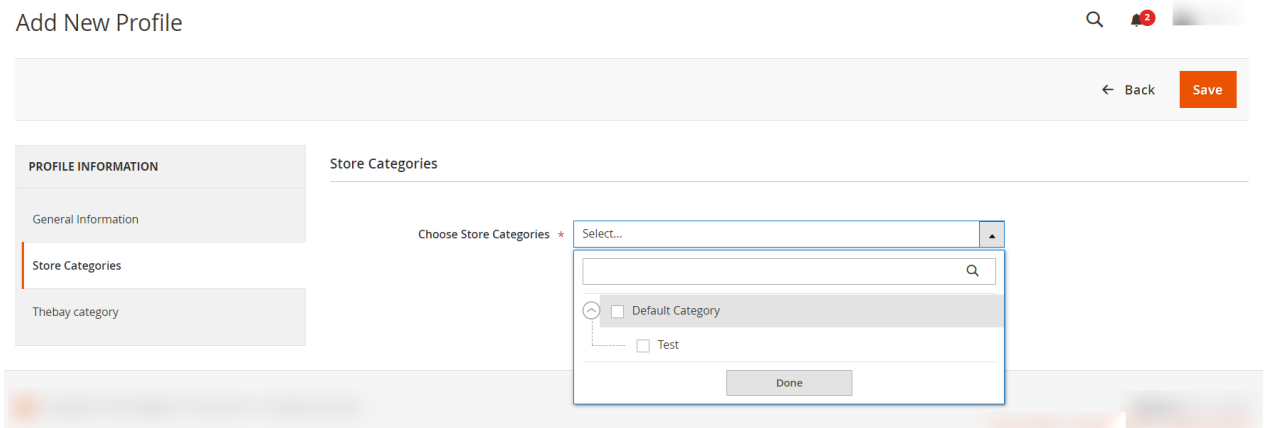 Add New Profile
2
← Back
Save
PROFILE INFORMATION
General Information
Store Categories
Thebay category
Store Categories
Choose Store Categories *
Select...
Default Category
Test
Done